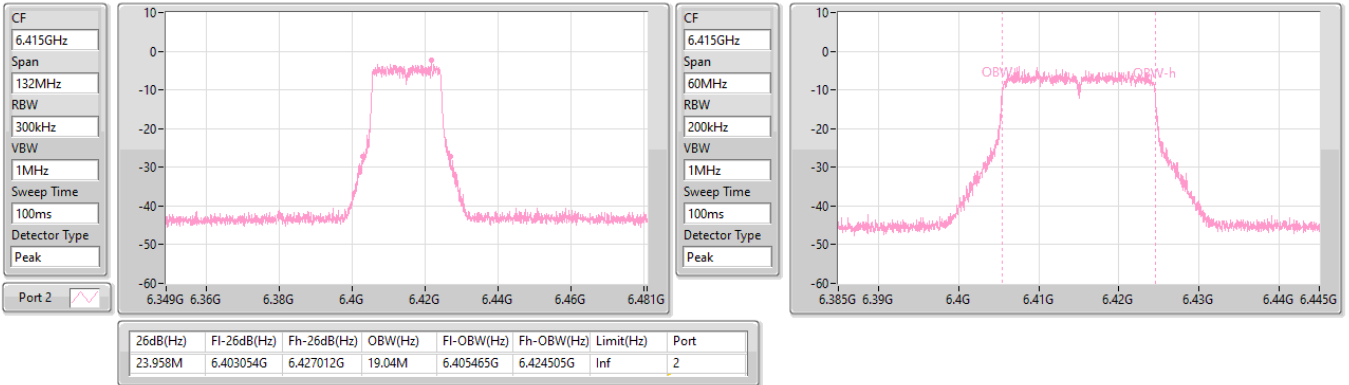 CF
6.415GHz
Span
132MHz
RBW
300kHz
VBW
1MHz
Sweep Time
100ms
Detector Type
Peak
Port 2
10
0
-10
-20
-30
-40
-50
-60
6.349G 6.36G 6.38G 6.4G 6.42G 6.44G 6.46G 6.481G
CF
6.415GHz
Span
60MHz
RBW
200kHz
VBW
1MHz
Sweep Time
100ms
Detector Type
Peak
10
0
-10
-20
-30
-40
-50
-60
OBW OBW-h
6.385G 6.39G 6.4G 6.41G 6.42G 6.43G 6.44G 6.445G
26dB(Hz) Fl-26dB(Hz) Fh-26dB(Hz) OBW(Hz) Fl-OBW(Hz) Fh-OBW(Hz) Limit(Hz) Port
23.958M 6.403054G 6.427012G 19.04M 6.405465G 6.424505G Inf 2